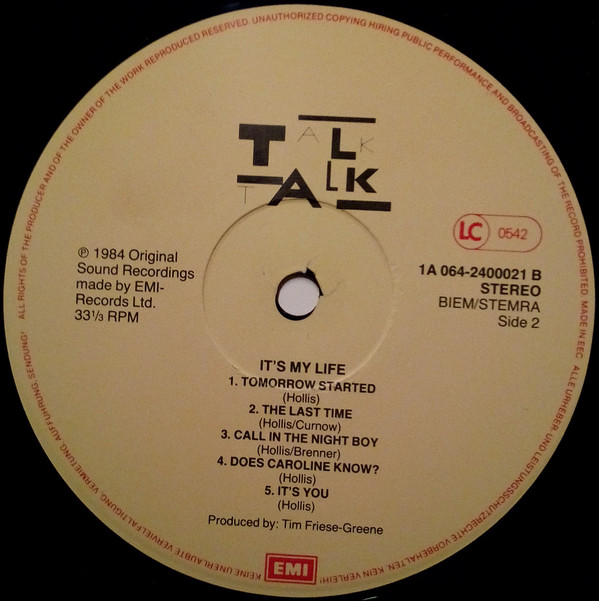 TALK
TALK
LC 0542
℗ 1984 Original
Sound Recordings
made by EMI-
Records Ltd.
33⅓ RPM
1A 064-2400021 B
STEREO
BIEM/STEMRA
Side 2
IT'S MY LIFE
1. TOMORROW STARTED
(Hollis)
2. THE LAST TIME
(Hollis/Curnow)
3. CALL IN THE NIGHT BOY
(Hollis/Brenner)
4. DOES CAROLINE KNOW?
(Hollis)
5. IT'S YOU
(Hollis)
Produced by: Tim Friese-Greene
EMI
ALL RIGHTS OF THE PRODUCER AND OF THE OWNER OF THE WORK REPRODUCED RESERVED. UNAUTHORIZED COPYING HIRING PUBLIC PERFORMANCE AND BROADCASTING OF THE RECORD PROHIBITED. MADE IN EEC
ALLE URHEBER- UND LEISTUNGSSCHUTZRECHTE VORBEHALTEN. KEIN VERLEIH! KEINE UNERLAUBTE VERVIELFALTIGUNG, VERMIETUNG, AUFFUHRUNG, SENDUNG!